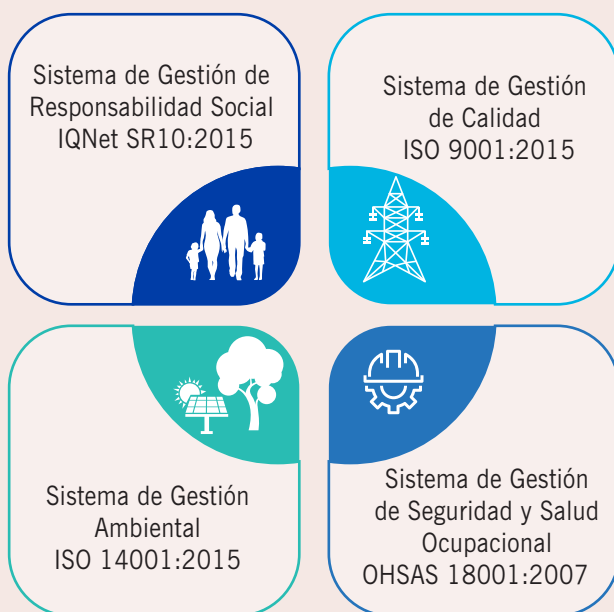 Sistema de Gestión de
Responsabilidad Social
IQNet SR10:2015
Sistema de Gestión
de Calidad
ISO 9001:2015
Sistema de Gestión
Ambiental
ISO 14001:2015
Sistema de Gestión
de Seguridad y Salud
Ocupacional
OHSAS 18001:2007